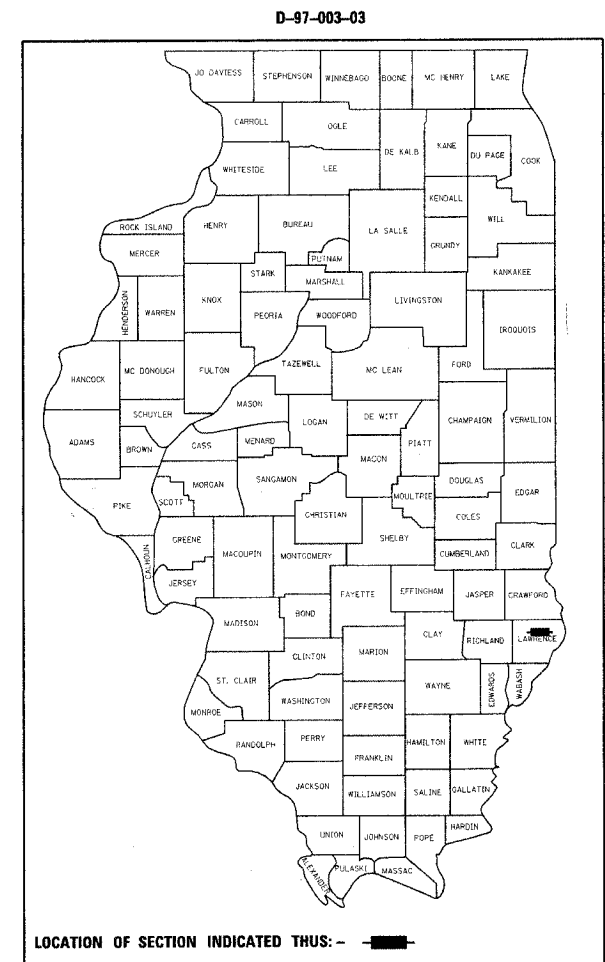 D-97-003-03
JO DAVIESS STEPHENSON WINNEBAGO BOONE MC HENRY LAKE
CARROLL OGLE
DE KALB KANE DU PAGE COOK
WHITESIDE LEE
KENDALL
ROCK ISLAND HENRY BUREAU LA SALLE WILL
GRUNDY
MERCER PUTNAM
STARK MARSHALL KANKAKEE
HENDERSON WARREN KNOX PEORIA WOODFORD LIVINGSTON IROQUOIS
HANCOCK MC DONOUGH FULTON TAZEWELL MC LEAN FORD
MASON
SCHUYLER LOGAN DE WITT CHAMPAIGN VERMILION
ADAMS BROWN CASS MENARD PIATT
MACON
MORGAN SANGAMON DOUGLAS EDGAR
PIKE SCOTT MOULTRIE
CHRISTIAN COLES
GREENE SHELBY
CALHOUN MACOUPIN MONTGOMERY CUMBERLAND CLARK
JERSEY
FAYETTE EFFINGHAM JASPER CRAWFORD
BOND
MADISON CLAY RICHLAND LAWRENCE
CLINTON MARION
ST. CLAIR WAYNE EDWARDS WABASH
WASHINGTON JEFFERSON
MONROE
RANDOLPH PERRY HAMILTON WHITE
FRANKLIN
JACKSON WILLIAMSON SALINE GALLATIN
UNION JOHNSON POPE HARDIN
ALEXANDER PULASKI MASSAC
LOCATION OF SECTION INDICATED THUS: -